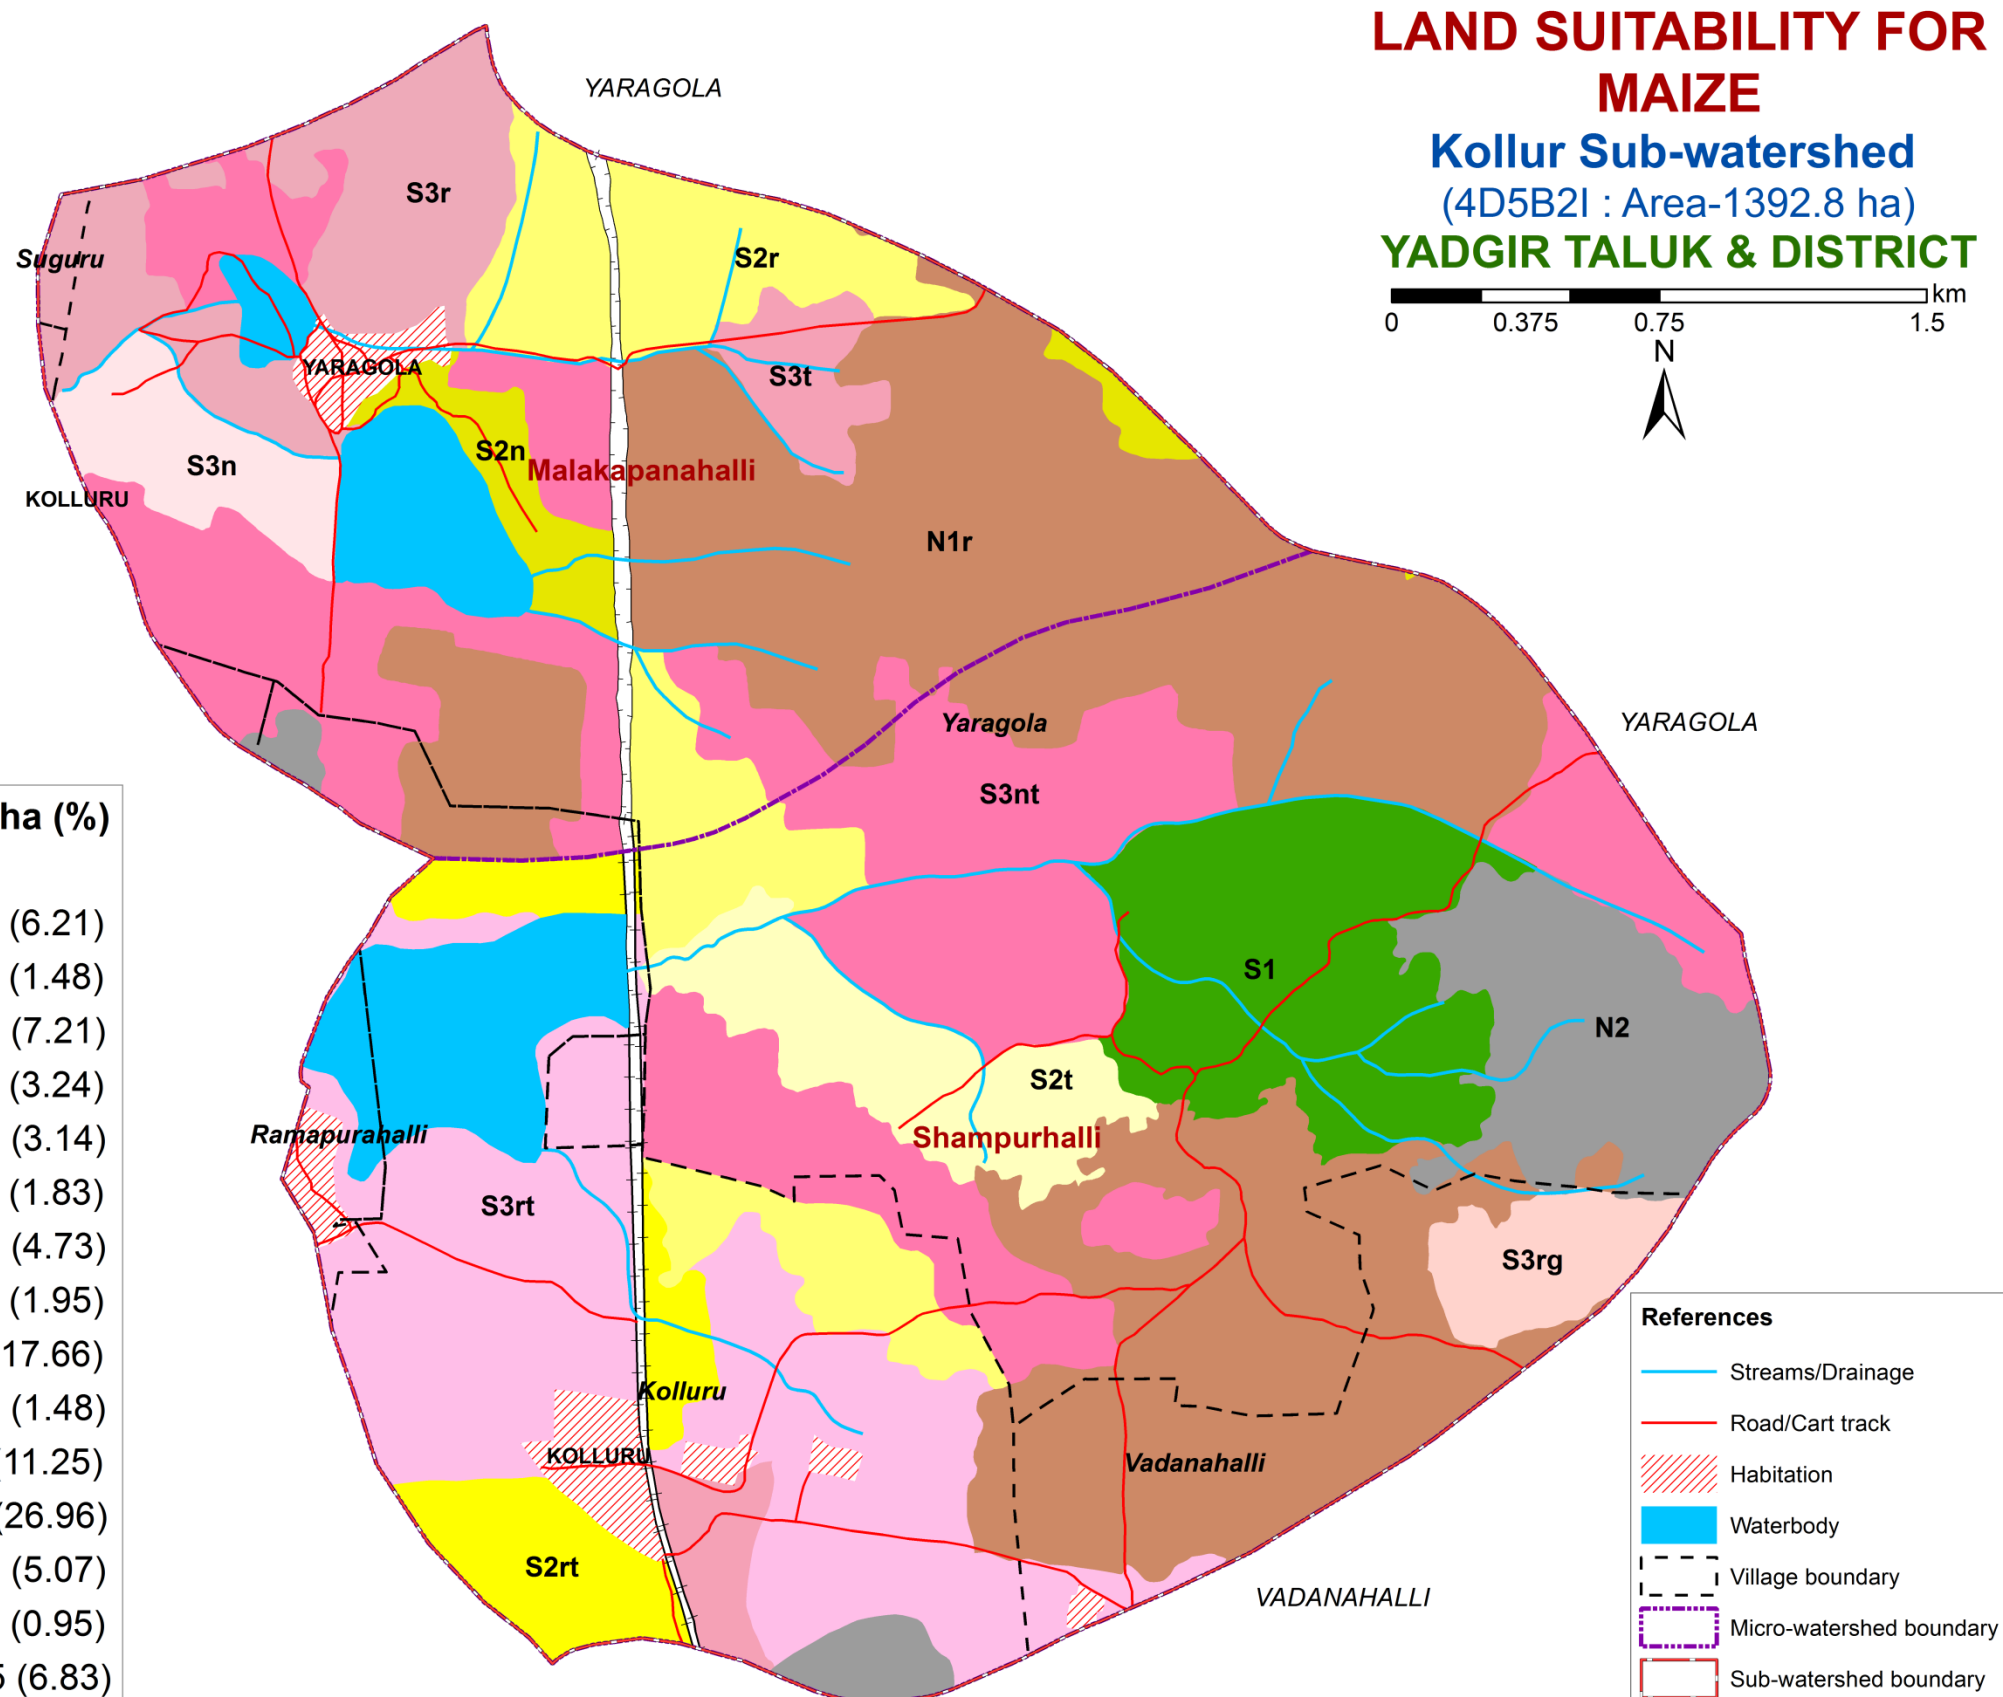 LAND SUITABILITY FOR
MAIZE
Kollur Sub-watershed
(4D5B2I : Area-1392.8 ha)
YADGIR TALUK & DISTRICT
km
0 0.375 0.75 1.5
N
YARAGOLA
S3r
S2r
Suguru
YARAGOLA
S3t
S2n
S3n
Malakapanahalli
KOLLURU
N1r
Yaragola
YARAGOLA
S3nt
S1
N2
S2t
Ramapurahalli
Shampurhalli
S3rt
S3rg
Kolluru
KOLLURU
Vadanahalli
S2rt
VADANAHALLI
ha (%)
(6.21)
(1.48)
(7.21)
(3.24)
(3.14)
(1.83)
(4.73)
(1.95)
17.66)
(1.48)
(11.25)
(26.96)
(5.07)
(0.95)
5 (6.83)
References
Streams/Drainage
Road/Cart track
Habitation
Waterbody
Village boundary
Micro-watershed boundary
Sub-watershed boundary